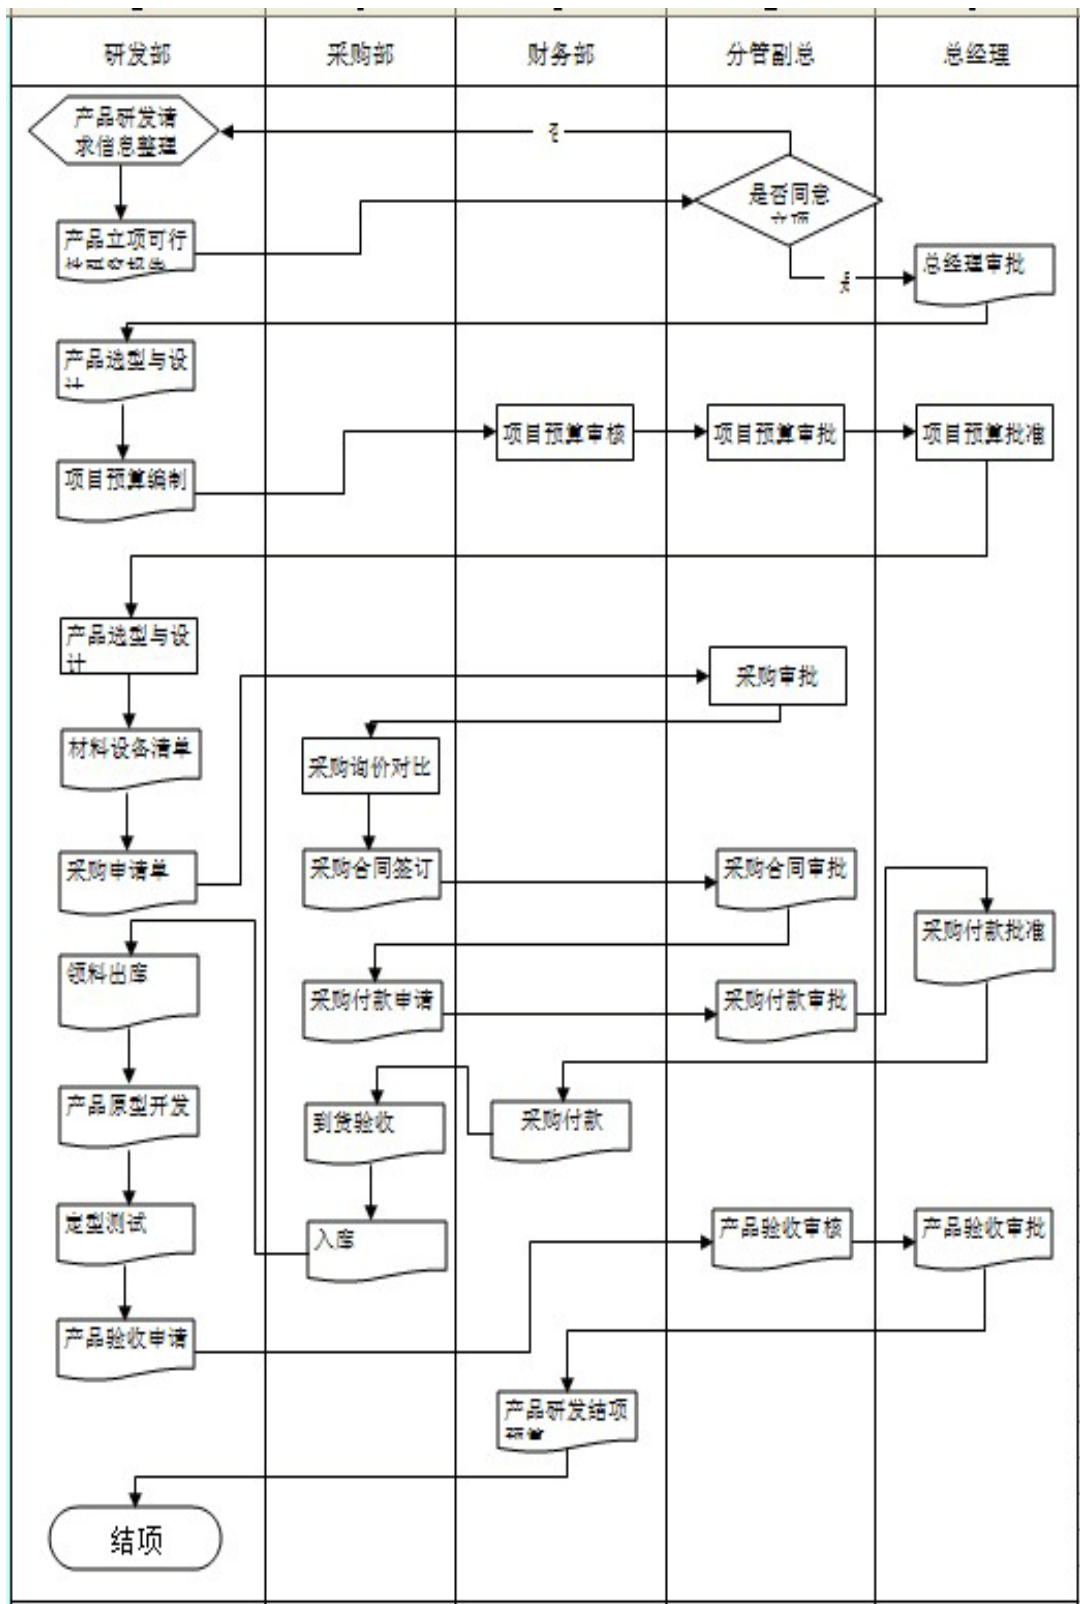 研发部
采购部
财务部
分管副总
总经理
产品研发请
求信息整理
否
是否同意
立项
产品立项可行
性研究报告
是
总经理审批
产品选型与设
计
项目预算审核
项目预算审批
项目预算批准
项目预算编制
产品选型与设
计
采购审批
材料设备清单
采购询价对比
采购申请单
采购合同签订
采购合同审批
采购付款批准
领料出库
采购付款申请
采购付款审批
产品原型开发
到货验收
采购付款
定型测试
入库
产品验收审核
产品验收审批
产品验收申请
产品研发结项
预算
结项